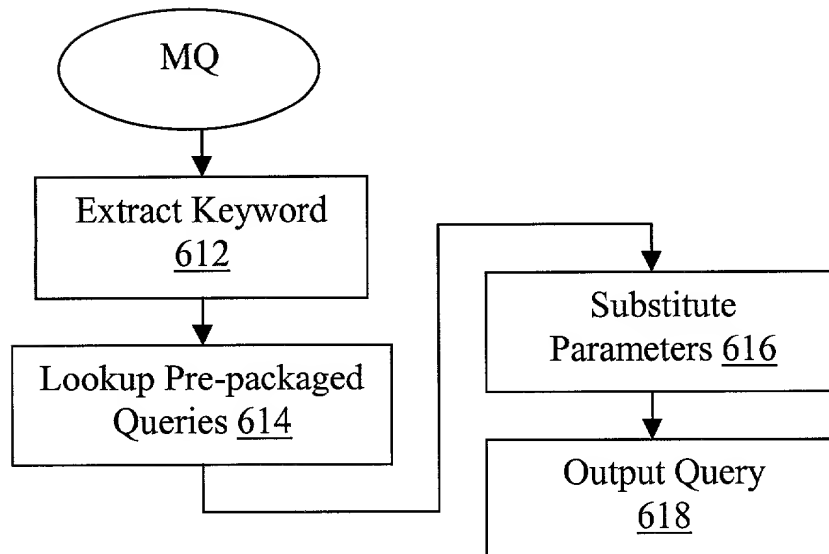 MQ
Extract Keyword
612
Lookup Pre-packaged
Queries 614
Substitute
Parameters 616
Output Query
618